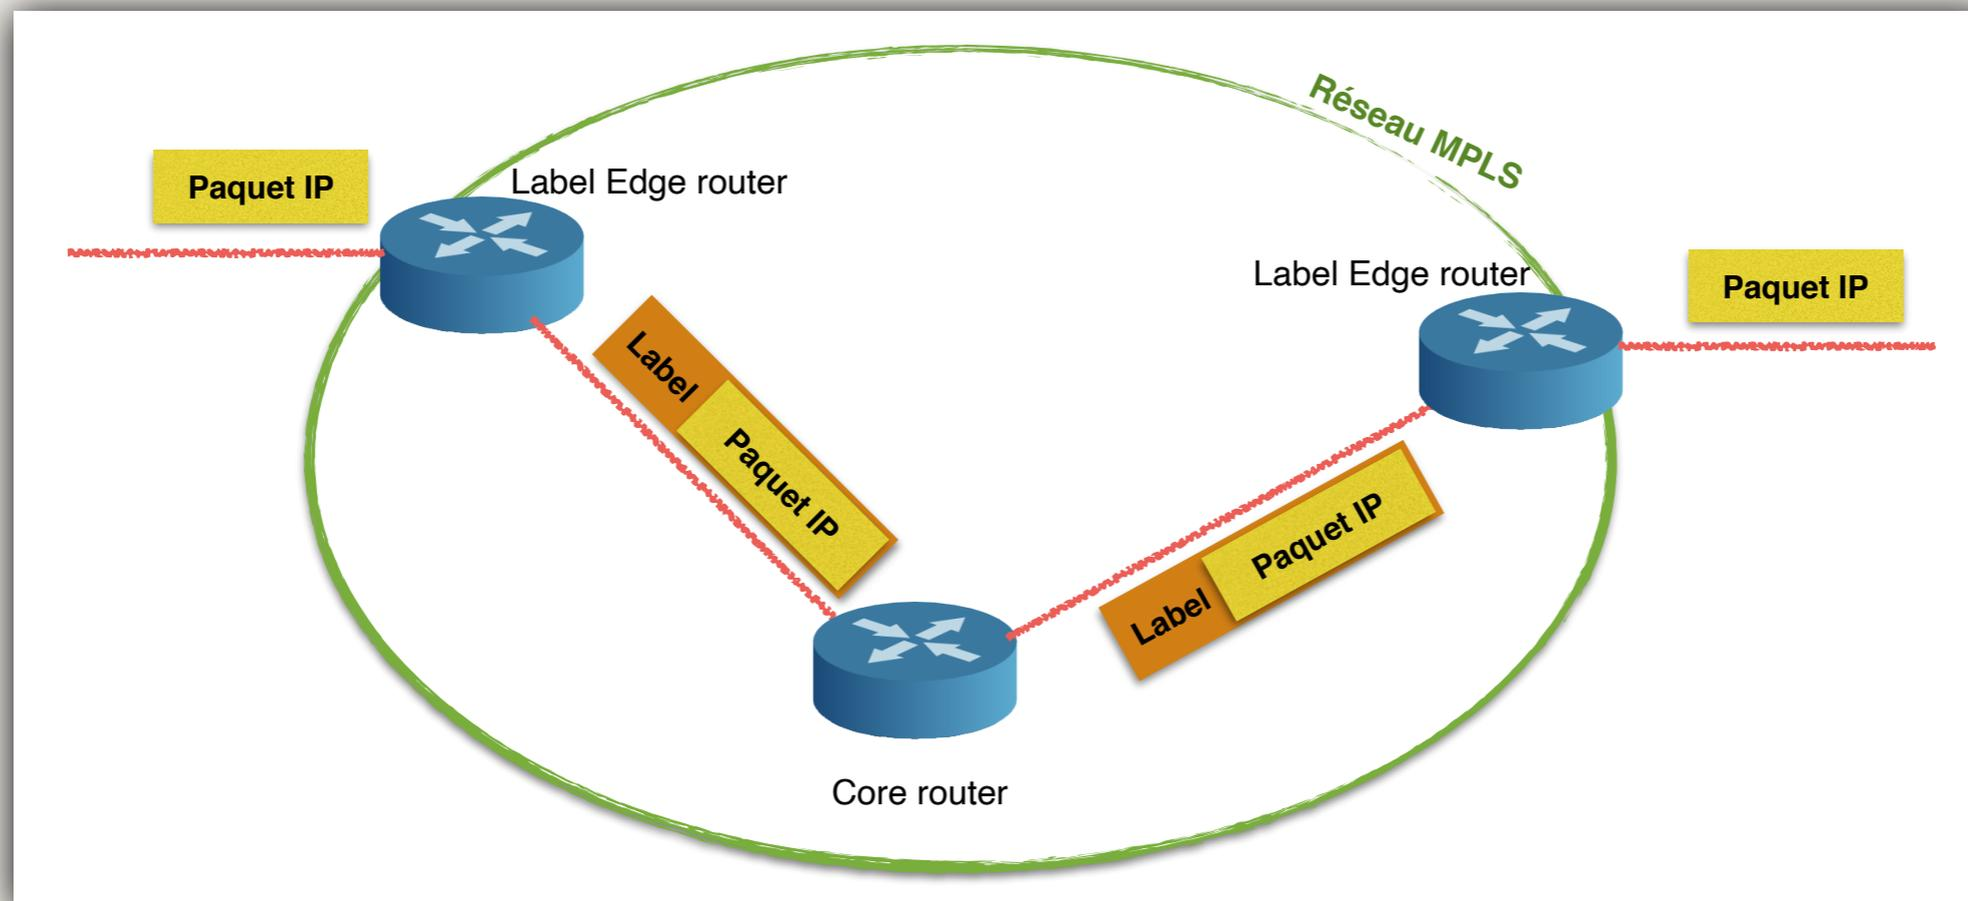 Réseau MPLS
Paquet IP
Label Edge router
Label Edge router
Paquet IP
Label
Paquet IP
Paquet IP
Label
Core router